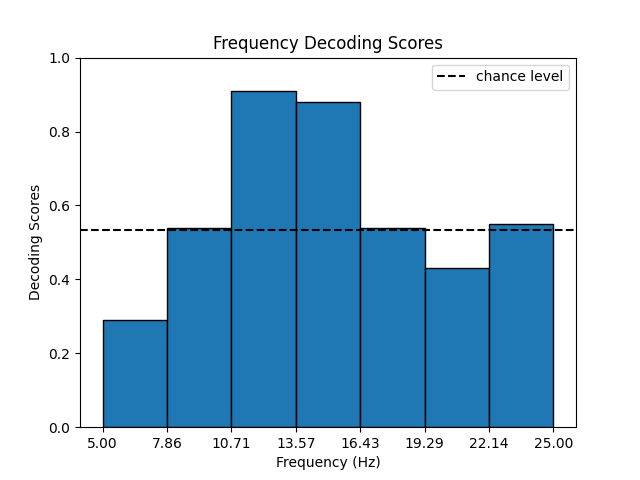 Frequency Decoding Scores
chance level
1.0
0.8
0.6
0.4
0.2
0.0
Decoding Scores
5.00 7.86 10.71 13.57 16.43 19.29 22.14 25.00
Frequency (Hz)